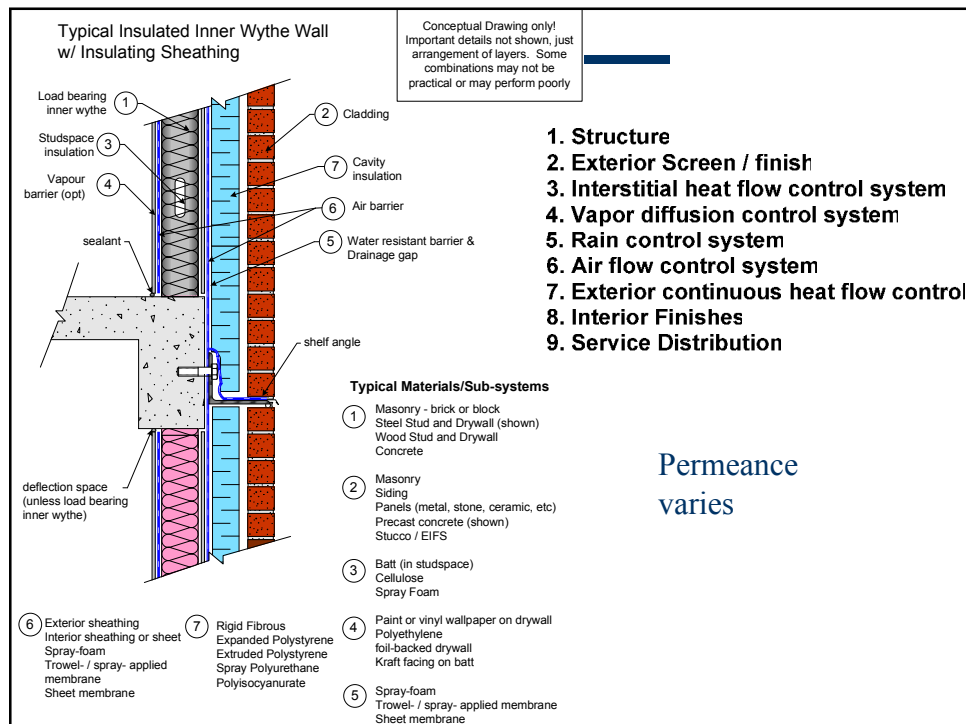 Typical Insulated Inner Wythe Wall
w/ Insulating Sheathing
Conceptual Drawing only!
Important details not shown, just
arrangement of layers. Some
combinations may not be
practical or may perform poorly
Load bearing
inner wythe
1
Studspace
insulation
3
Vapour
barrier (opt)
4
sealant
2
Cladding
7
Cavity
insulation
6
Air barrier
5
Water resistant barrier &
Drainage gap
shelf angle
deflection space
(unless load bearing
inner wythe)
1. Structure
2. Exterior Screen / finish
3. Interstitial heat flow control system
4. Vapor diffusion control system
5. Rain control system
6. Air flow control system
7. Exterior continuous heat flow control
8. Interior Finishes
9. Service Distribution
Permeance
varies
Typical Materials/Sub-systems
1
Masonry - brick or block
Steel Stud and Drywall (shown)
Wood Stud and Drywall
Concrete
2
Masonry
Siding
Panels (metal, stone, ceramic, etc)
Precast concrete (shown)
Stucco / EIFS
3
Batt (in studspace)
Cellulose
Spray Foam
4
Paint or vinyl wallpaper on drywall
Polyethylene
foil-backed drywall
Kraft facing on batt
5
Spray-foam
Trowel- / spray- applied membrane
Sheet membrane
6
Exterior sheathing
Interior sheathing or sheet
Spray-foam
Trowel- / spray- applied
membrane
Sheet membrane
7
Rigid Fibrous
Expanded Polystyrene
Extruded Polystyrene
Spray Polyurethane
Polyisocyanurate